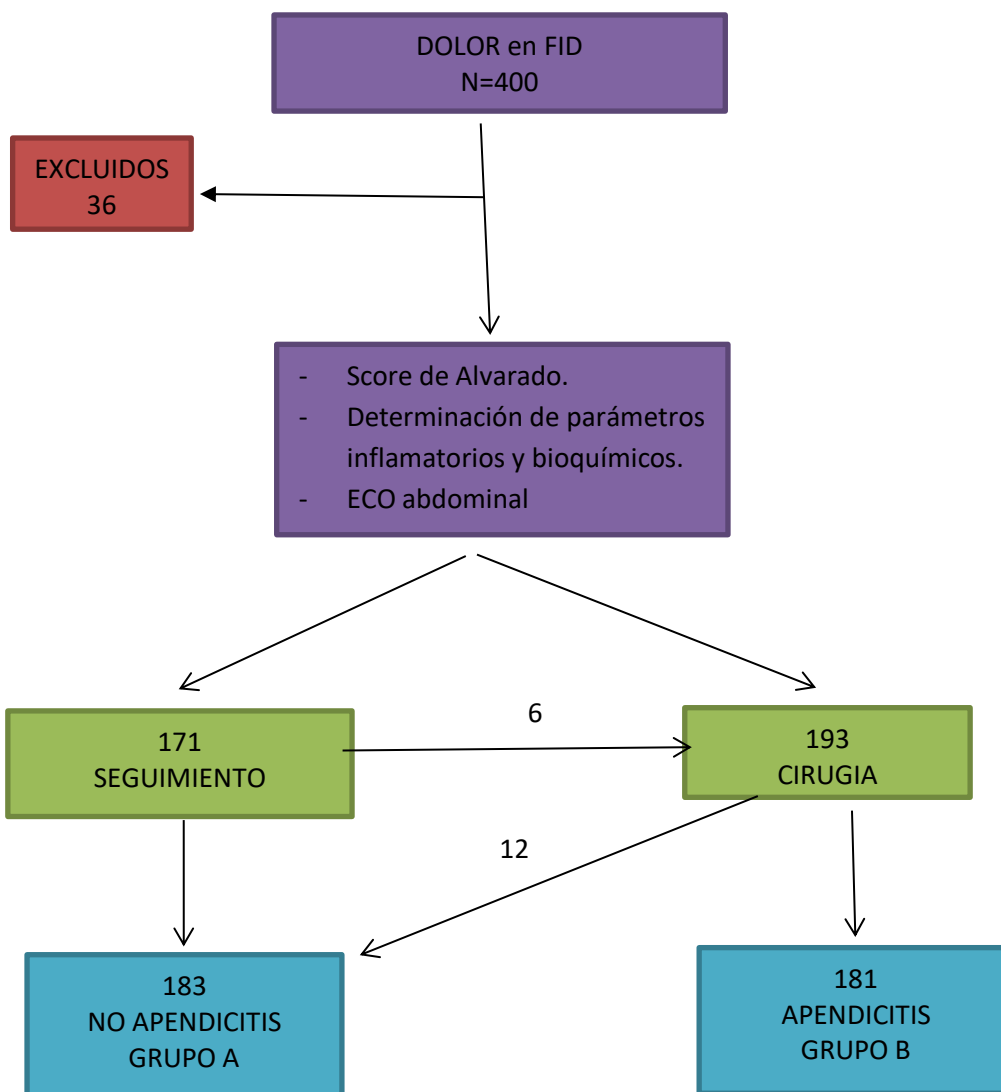 DOLOR en FID
N=400
EXCLUIDOS
36
- Score de Alvarado.
- Determinación de parámetros
inflamatorios y bioquímicos.
- ECO abdominal
171
SEGUIMIENTO
6
193
CIRUGIA
12
183
NO APENDICITIS
GRUPO A
181
APENDICITIS
GRUPO B